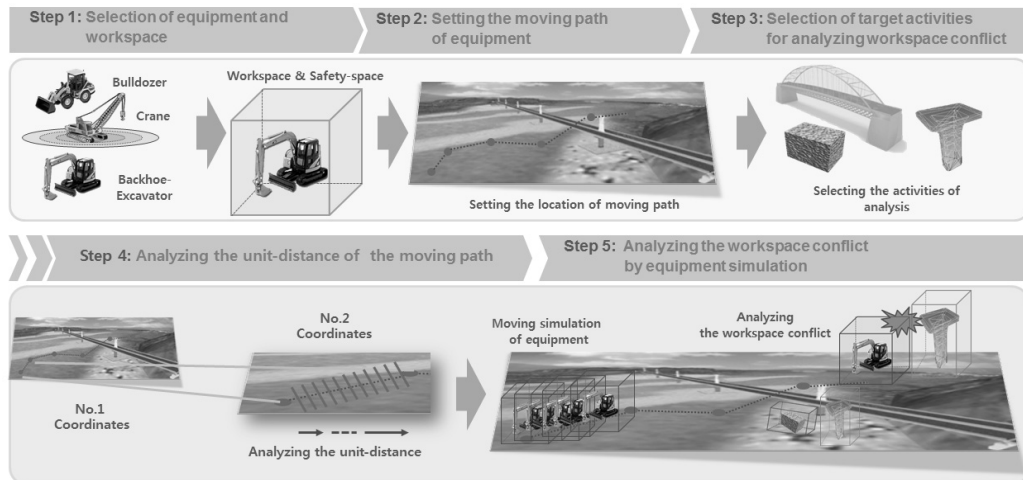 Step 1: Selection of equipment and
workspace
Step 2: Setting the moving path
of equipment
Step 3: Selection of target activities
for analyzing workspace conflict
Bulldozer
Crane
Backhoe-
Excavator
Workspace & Safety-space
Setting the location of moving path
Selecting the activities of
analysis
Step 4: Analyzing the unit-distance of the moving path
Step 5: Analyzing the workspace conflict
by equipment simulation
No.1
Coordinates
No.2
Coordinates
Analyzing the unit-distance
Moving simulation
of equipment
Analyzing
the workspace conflict